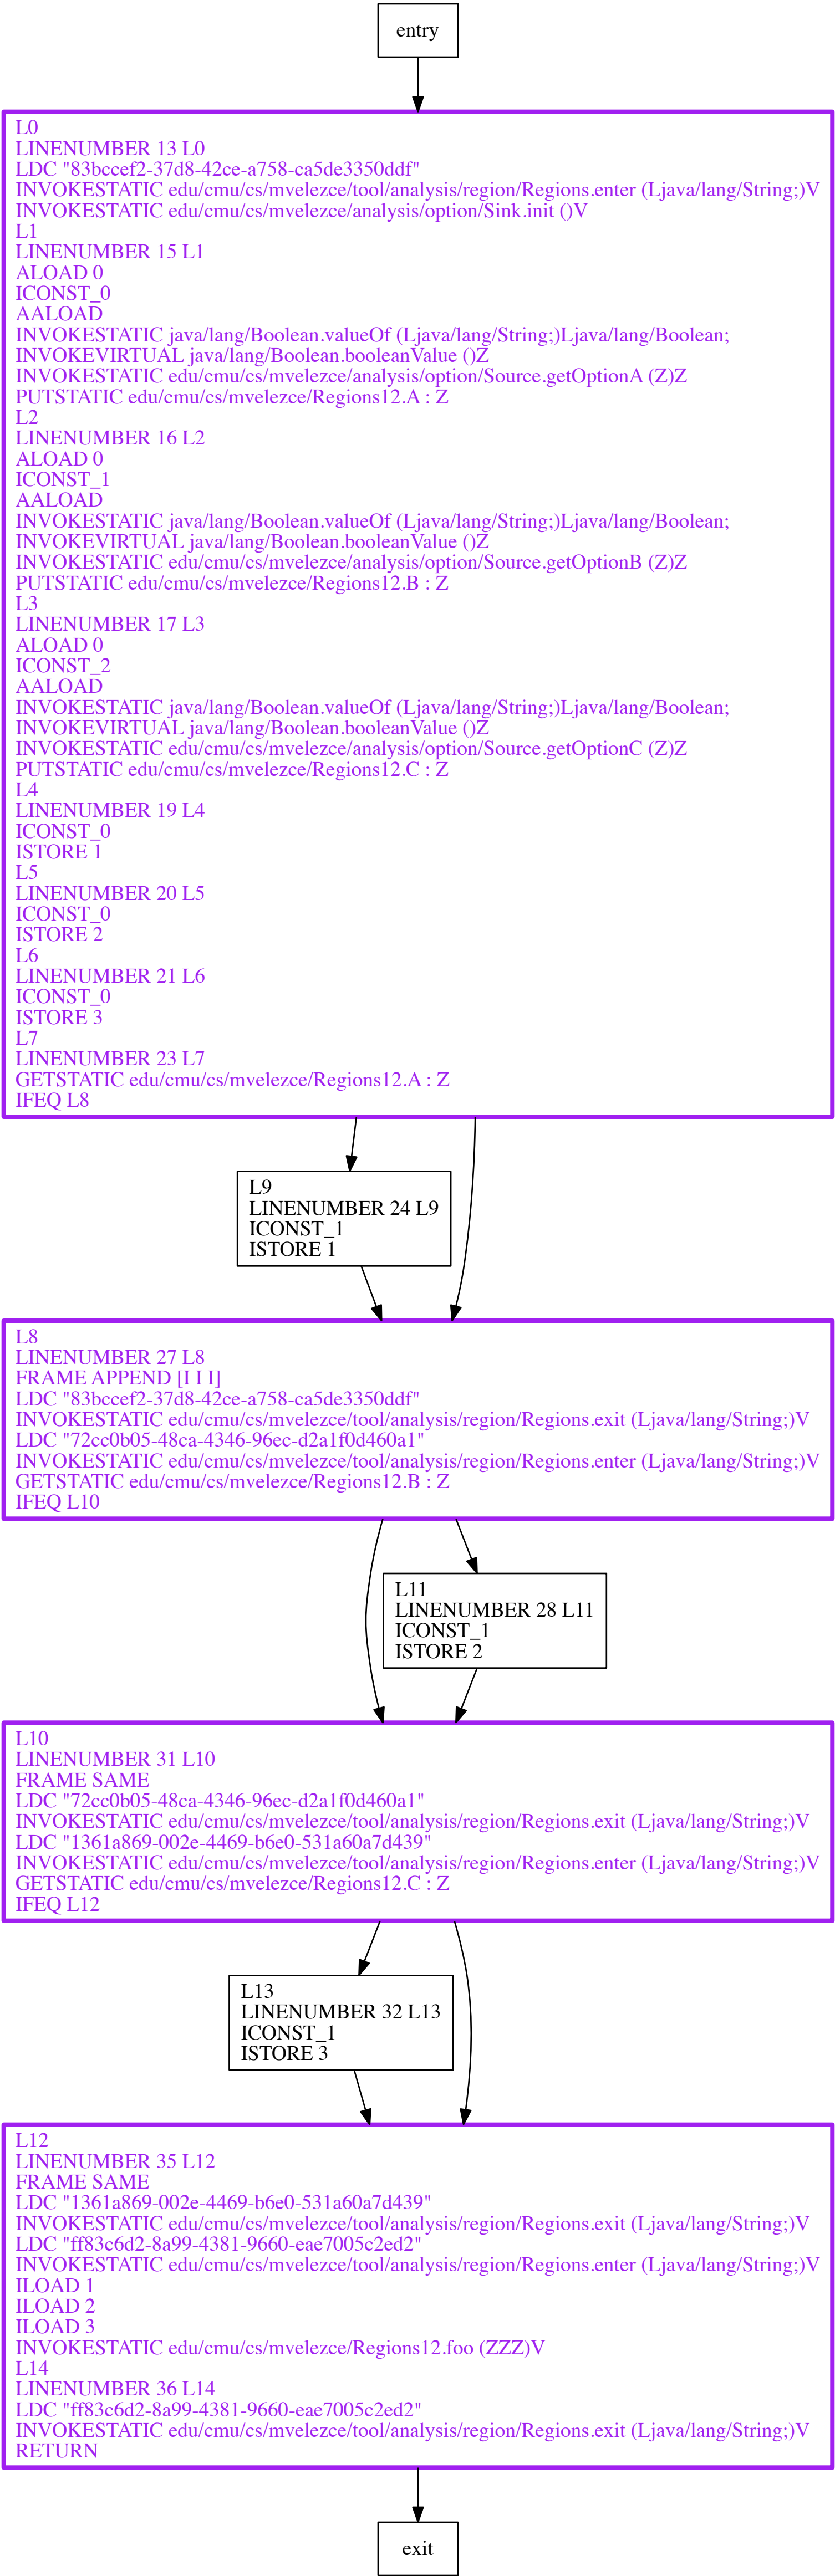 entry
L0
LINENUMBER 13 L0
LDC "83bccef2-37d8-42ce-a758-ca5de3350ddf"
INVOKESTATIC edu/cmu/cs/mvelezce/tool/analysis/region/Regions.enter (Ljava/lang/String;)V
INVOKESTATIC edu/cmu/cs/mvelezce/analysis/option/Sink.init ()V
L1
LINENUMBER 15 L1
ALOAD 0
ICONST_0
AALOAD
INVOKESTATIC java/lang/Boolean.valueOf (Ljava/lang/String;)Ljava/lang/Boolean;
INVOKEVIRTUAL java/lang/Boolean.booleanValue ()Z
INVOKESTATIC edu/cmu/cs/mvelezce/analysis/option/Source.getOptionA (Z)Z
PUTSTATIC edu/cmu/cs/mvelezce/Regions12.A : Z
L2
LINENUMBER 16 L2
ALOAD 0
ICONST_1
AALOAD
INVOKESTATIC java/lang/Boolean.valueOf (Ljava/lang/String;)Ljava/lang/Boolean;
INVOKEVIRTUAL java/lang/Boolean.booleanValue ()Z
INVOKESTATIC edu/cmu/cs/mvelezce/analysis/option/Source.getOptionB (Z)Z
PUTSTATIC edu/cmu/cs/mvelezce/Regions12.B : Z
L3
LINENUMBER 17 L3
ALOAD 0
ICONST_2
AALOAD
INVOKESTATIC java/lang/Boolean.valueOf (Ljava/lang/String;)Ljava/lang/Boolean;
INVOKEVIRTUAL java/lang/Boolean.booleanValue ()Z
INVOKESTATIC edu/cmu/cs/mvelezce/analysis/option/Source.getOptionC (Z)Z
PUTSTATIC edu/cmu/cs/mvelezce/Regions12.C : Z
L4
LINENUMBER 19 L4
ICONST_0
ISTORE 1
L5
LINENUMBER 20 L5
ICONST_0
ISTORE 2
L6
LINENUMBER 21 L6
ICONST_0
ISTORE 3
L7
LINENUMBER 23 L7
GETSTATIC edu/cmu/cs/mvelezce/Regions12.A : Z
IFEQ L8
L9
LINENUMBER 24 L9
ICONST_1
ISTORE 1
L8
LINENUMBER 27 L8
FRAME APPEND [I I I]
LDC "83bccef2-37d8-42ce-a758-ca5de3350ddf"
INVOKESTATIC edu/cmu/cs/mvelezce/tool/analysis/region/Regions.exit (Ljava/lang/String;)V
LDC "72cc0b05-48ca-4346-96ec-d2a1f0d460a1"
INVOKESTATIC edu/cmu/cs/mvelezce/tool/analysis/region/Regions.enter (Ljava/lang/String;)V
GETSTATIC edu/cmu/cs/mvelezce/Regions12.B : Z
IFEQ L10
L11
LINENUMBER 28 L11
ICONST_1
ISTORE 2
L10
LINENUMBER 31 L10
FRAME SAME
LDC "72cc0b05-48ca-4346-96ec-d2a1f0d460a1"
INVOKESTATIC edu/cmu/cs/mvelezce/tool/analysis/region/Regions.exit (Ljava/lang/String;)V
LDC "1361a869-002e-4469-b6e0-531a60a7d439"
INVOKESTATIC edu/cmu/cs/mvelezce/tool/analysis/region/Regions.enter (Ljava/lang/String;)V
GETSTATIC edu/cmu/cs/mvelezce/Regions12.C : Z
IFEQ L12
L13
LINENUMBER 32 L13
ICONST_1
ISTORE 3
L12
LINENUMBER 35 L12
FRAME SAME
LDC "1361a869-002e-4469-b6e0-531a60a7d439"
INVOKESTATIC edu/cmu/cs/mvelezce/tool/analysis/region/Regions.exit (Ljava/lang/String;)V
LDC "ff83c6d2-8a99-4381-9660-eae7005c2ed2"
INVOKESTATIC edu/cmu/cs/mvelezce/tool/analysis/region/Regions.enter (Ljava/lang/String;)V
ILOAD 1
ILOAD 2
ILOAD 3
INVOKESTATIC edu/cmu/cs/mvelezce/Regions12.foo (ZZZ)V
L14
LINENUMBER 36 L14
LDC "ff83c6d2-8a99-4381-9660-eae7005c2ed2"
INVOKESTATIC edu/cmu/cs/mvelezce/tool/analysis/region/Regions.exit (Ljava/lang/String;)V
RETURN
exit